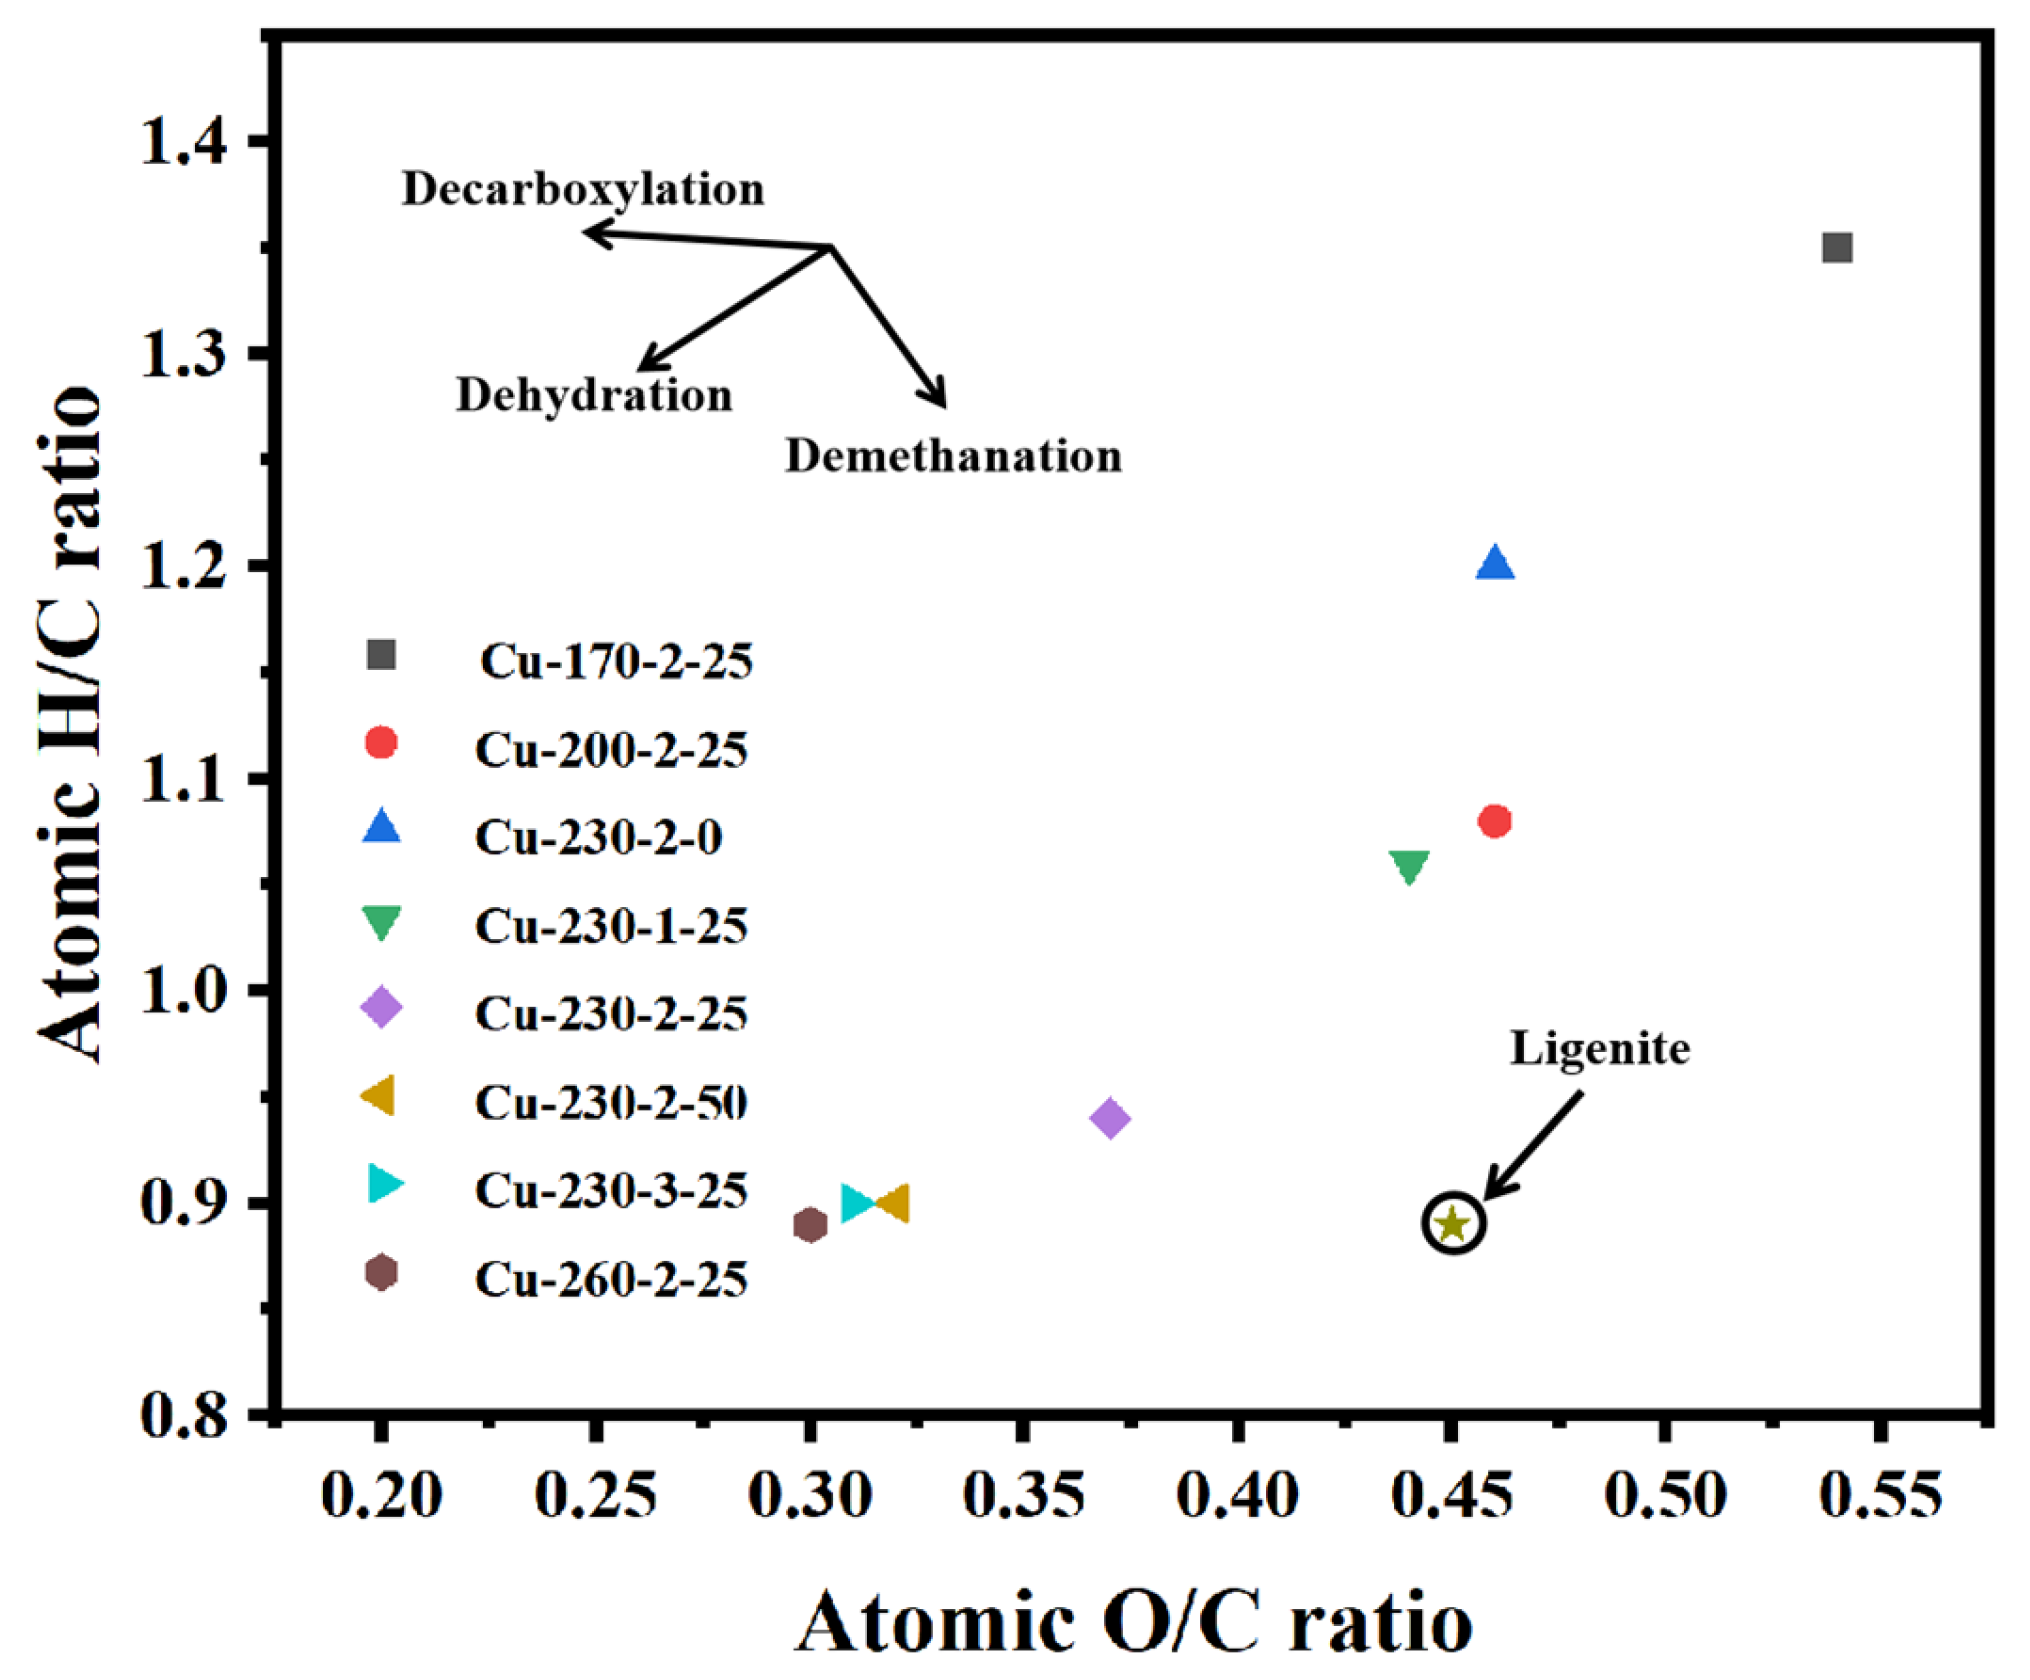 1.4
1.3
1.2
1.1
1.0
0.9
0.8
Atomic H/C ratio
Decarboxylation
Dehydration
Demethanation
Cu-170-2-25
Cu-200-2-25
Cu-230-2-0
Cu-230-1-25
Cu-230-2-25
Cu-230-2-50
Cu-230-3-25
Cu-260-2-25
Ligenite
0.20 0.25 0.30 0.35 0.40 0.45 0.50 0.55
Atomic O/C ratio